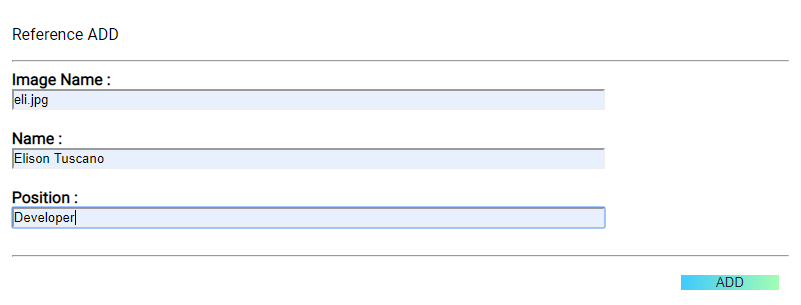 Reference ADD
Image Name :
eli.jpg
Name :
Elison Tuscano
Position :
Developer
ADD